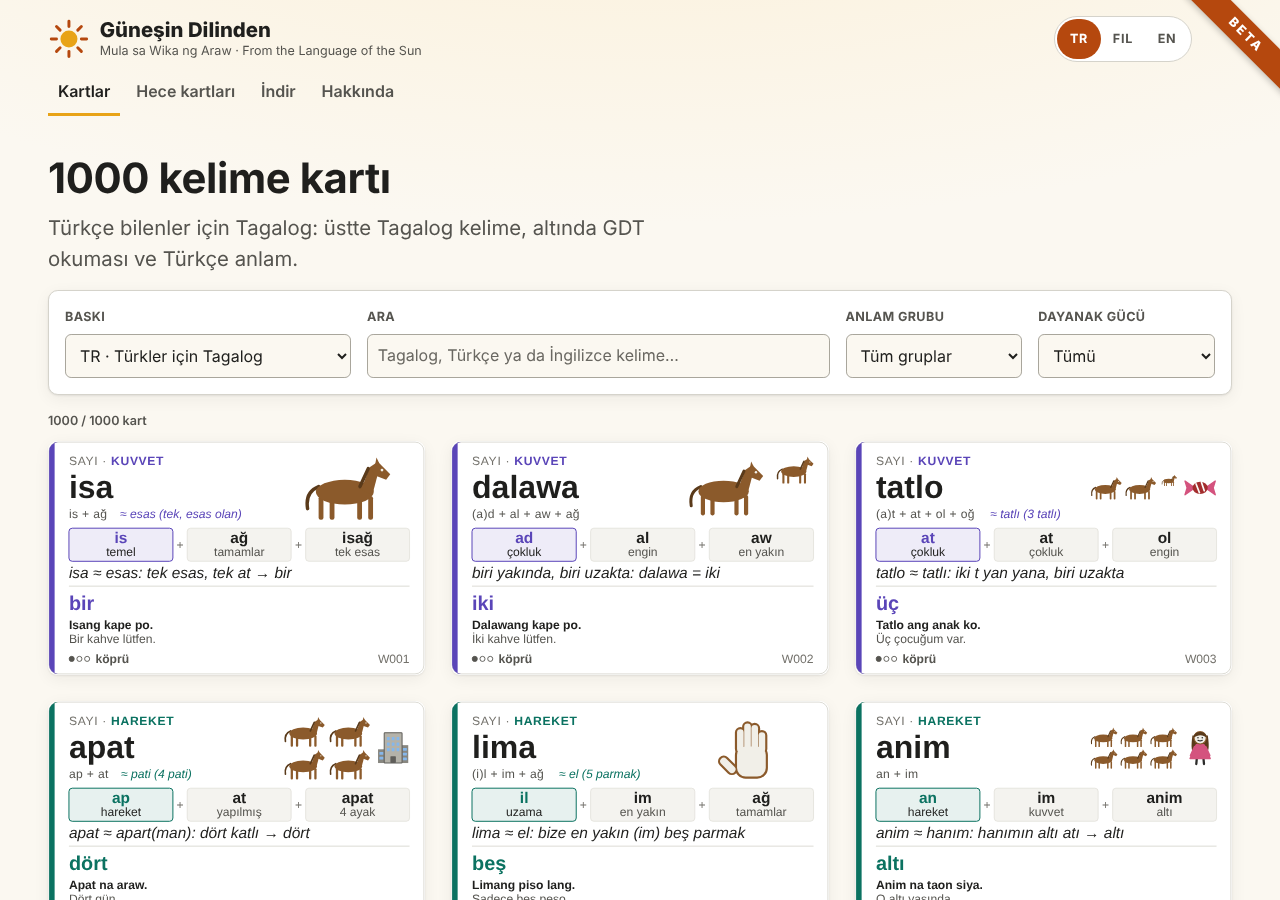 Güneşin Dilinden
Mula sa Wika ng Araw · From the Language of the Sun
TR FIL EN
BETA
Kartlar Hece kartları İndir Hakkında
1000 kelime kartı
Türkçe bilenler için Tagalog: üstte Tagalog kelime, altında GDT
okuması ve Türkçe anlam.
BASKI ARA ANLAM GRUBU DAYANAK GÜCÜ
TR · Türkler için Tagalog Tagalog, Türkçe ya da İngilizce kelime... Tüm gruplar Tümü
1000 / 1000 kart
SAYI · KUVVET
isa
is + ağ ≈ esas (tek, esas olan)
is + ağ + isağ
temel tamamlar tek esas
isa ≈ esas: tek esas, tek at → bir
bir
Isang kape po.
Bir kahve lütfen.
●○○ köprü W001
SAYI · KUVVET
dalawa
(a)d + al + aw + ağ
ad + al + aw
çokluk engin en yakın
biri yakında, biri uzakta: dalawa = iki
iki
Dalawang kape po.
İki kahve lütfen.
●○○ köprü W002
SAYI · KUVVET
tatlo
(a)t + at + ol + oğ ≈ tatlı (3 tatlı)
at + at + ol
çokluk çokluk engin
tatlo ≈ tatlı: iki t yan yana, biri uzakta
üç
Tatlo ang anak ko.
Üç çocuğum var.
●○○ köprü W003
SAYI · HAREKET
apat
ap + at ≈ pati (4 pati)
ap + at + apat
hareket yapılmış 4 ayak
apat ≈ apart(man): dört katlı → dört
dört
Apat na araw.
Dört gün.
SAYI · HAREKET
lima
(i)l + im + ağ ≈ el (5 parmak)
il + im + ağ
uzama en yakın tamamlar
lima ≈ el: bize en yakın (im) beş parmak
beş
Limang piso lang.
Sadece beş peso.
SAYI · HAREKET
anim
an + im
an + im + anim
hareket kuvvet altı
anim ≈ hanım: hanımın altı atı → altı
altı
Anim na taon siya.
O altı yaşında.